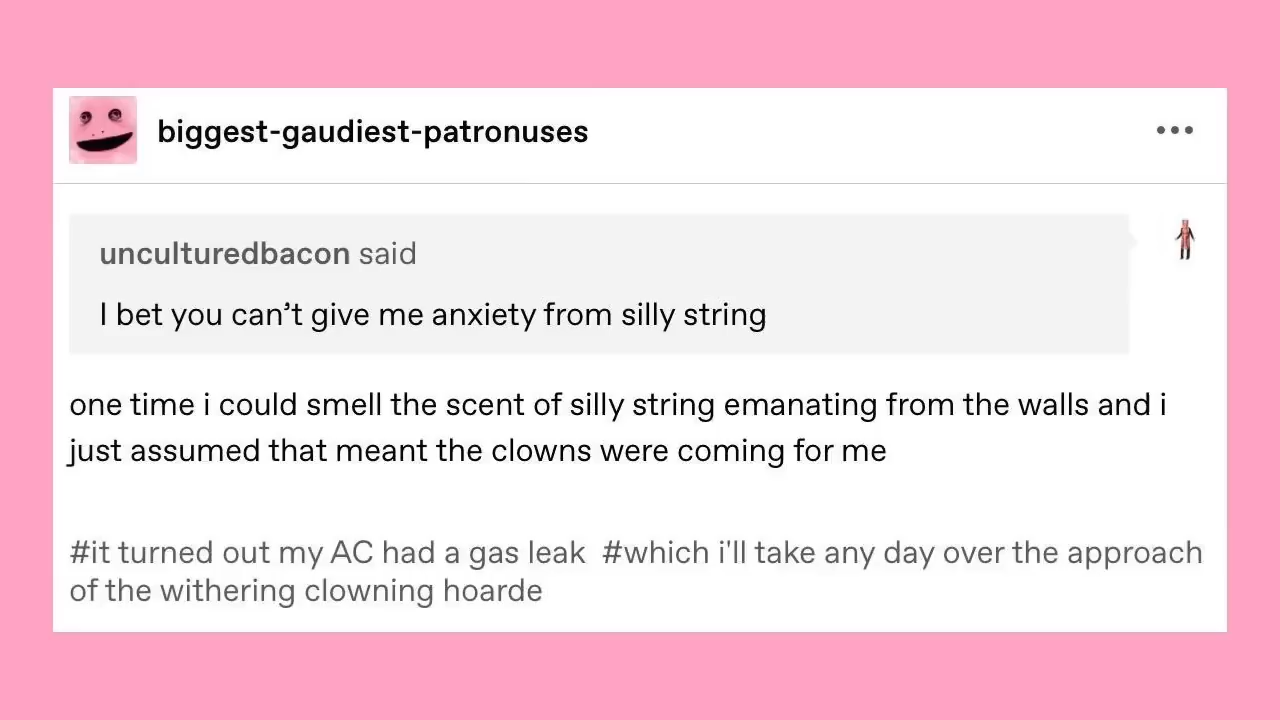 biggest-gaudiest-patronuses
unculturedbacon said
I bet you can’t give me anxiety from silly string
one time i could smell the scent of silly string emanating from the walls and i
just assumed that meant the clowns were coming for me
#it turned out my AC had a gas leak #which i'll take any day over the approach
of the withering clowning hoarde